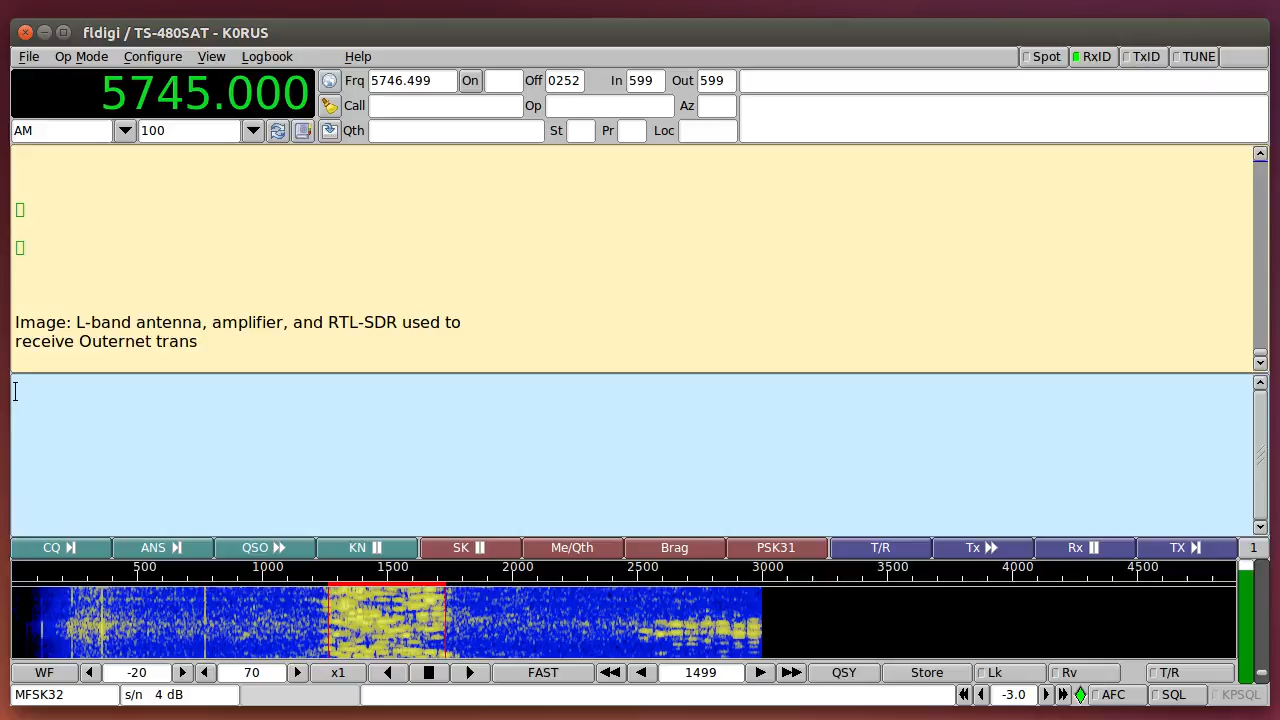 fldigi / TS-480SAT - K0RUS
File Op Mode Configure View Logbook Help Spot RxID TxID TUNE
5745.000 Frq 5746.499 On Off 0252 In 599 Out 599
Call Op Az
AM 100 Qth St Pr Loc
Image: L-band antenna, amplifier, and RTL-SDR used to
receive Outernet trans
CQ ANS QSO KN SK Me/Qth Brag PSK31 T/R Tx Rx TX 1
500 1000 1500 2000 2500 3000 3500 4000 4500
WF -20 70 x1 FAST 1499 QSY Store Lk Rv T/R
MFSK32 s/n 4 dB -3.0 AFC SQL KPSQL